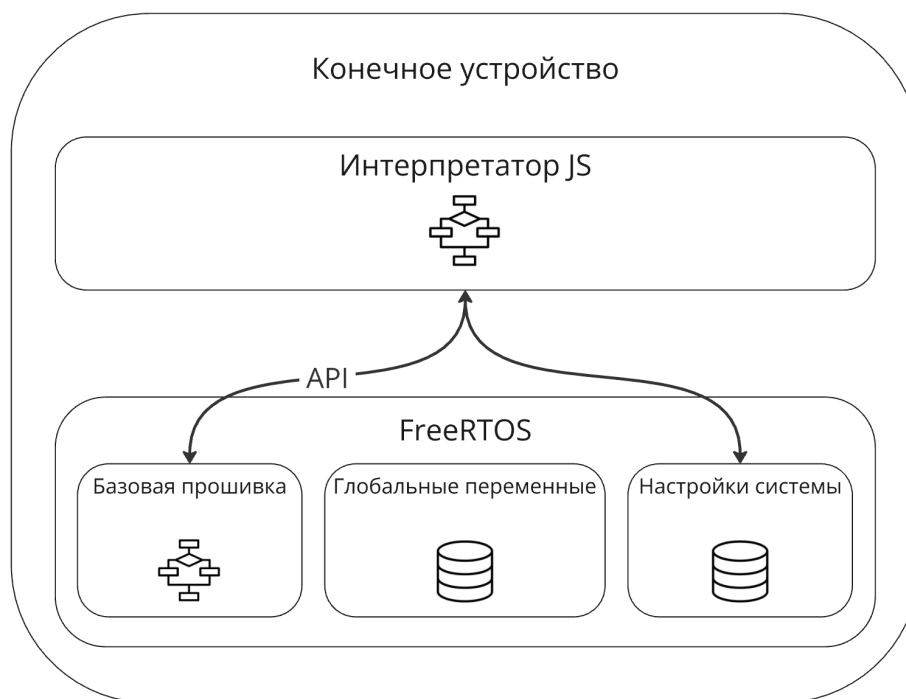 Конечное устройство
Интерпретатор JS
API
FreeRTOS
Базовая прошивка
Глобальные переменные
Настройки системы